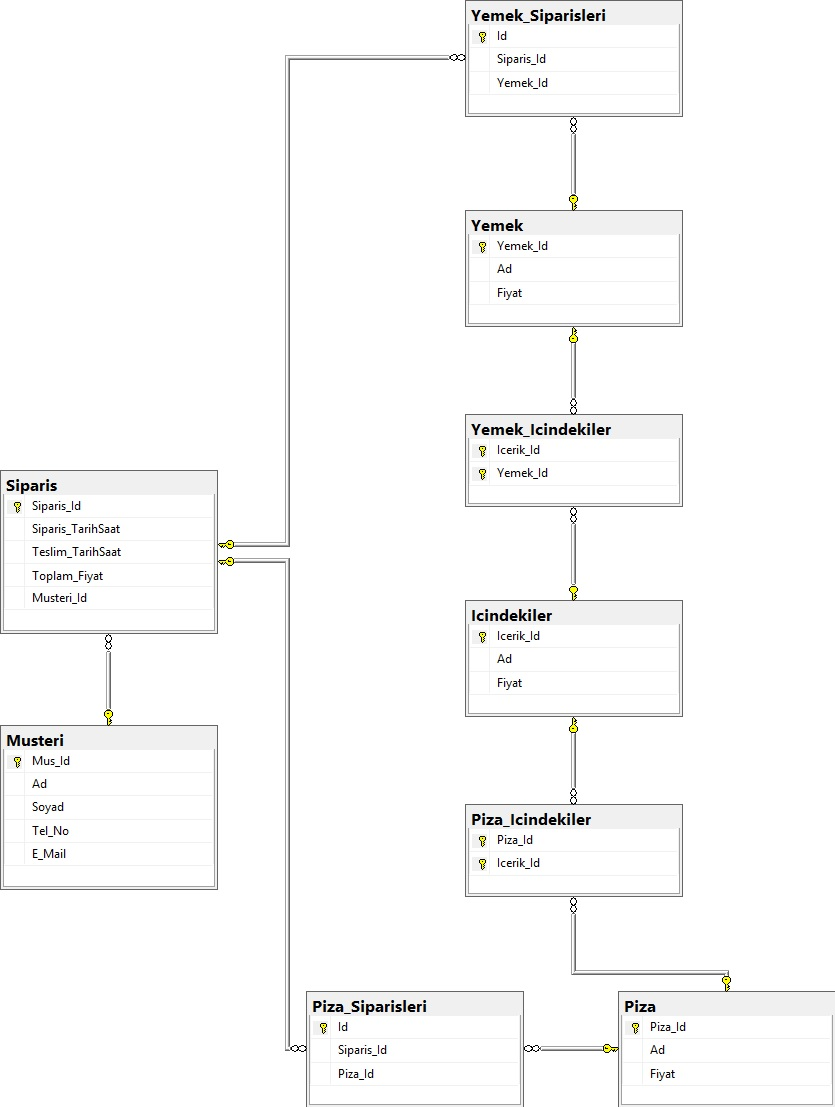 Yemek_Siparisleri
Id
Siparis_Id
Yemek_Id
Yemek
Yemek_Id
Ad
Fiyat
Yemek_Icindekiler
Icerik_Id
Yemek_Id
Siparis
Siparis_Id
Siparis_TarihSaat
Teslim_TarihSaat
Toplam_Fiyat
Musteri_Id
Icindekiler
Icerik_Id
Ad
Fiyat
Musteri
Mus_Id
Ad
Soyad
Tel_No
E_Mail
Piza_Icindekiler
Piza_Id
Icerik_Id
Piza_Siparisleri
Id
Siparis_Id
Piza_Id
Piza
Piza_Id
Ad
Fiyat